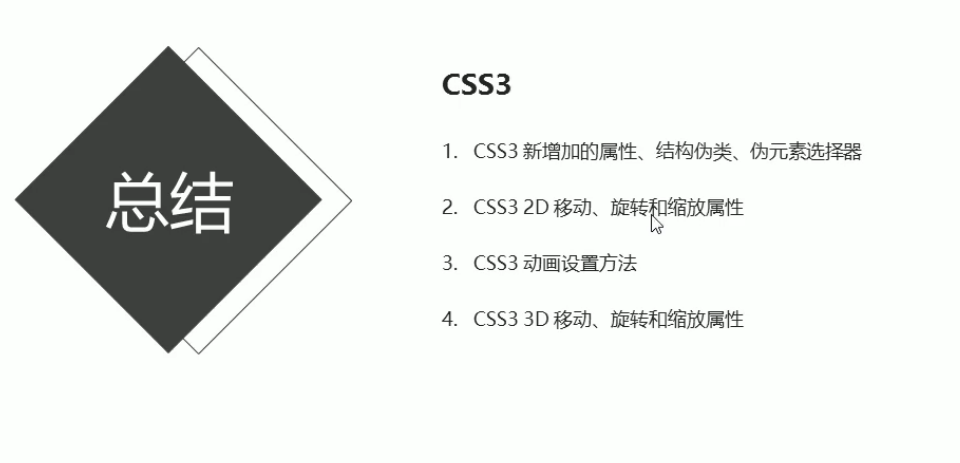 总结
CSS3
1. CSS3 新增加的属性、结构伪类、伪元素选择器
2. CSS3 2D 移动、旋转和缩放属性
3. CSS3 动画设置方法
4. CSS3 3D 移动、旋转和缩放属性